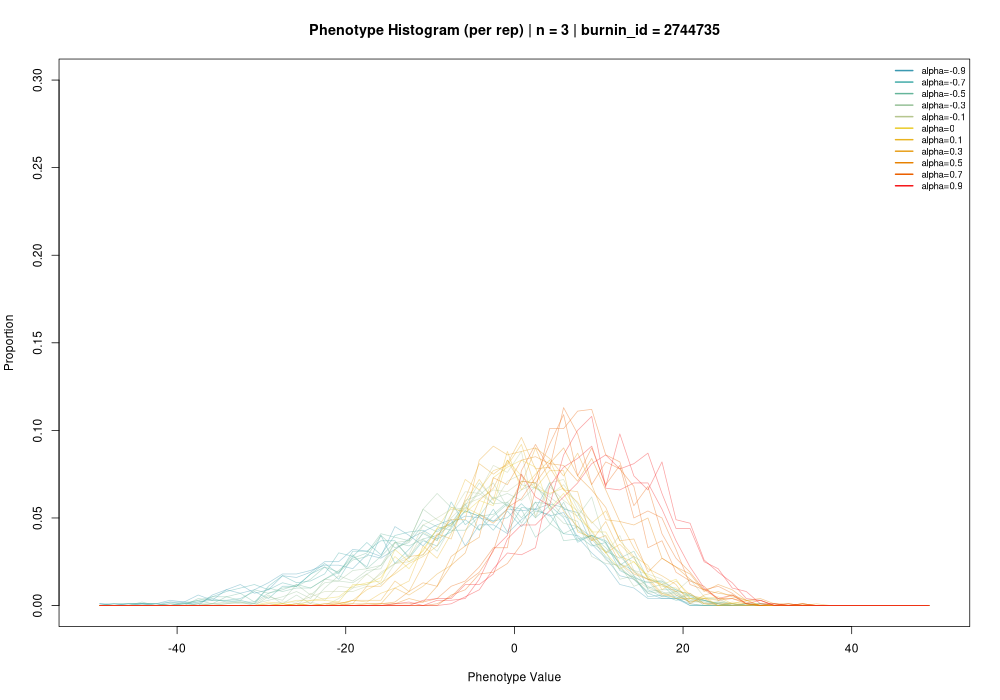 Phenotype Histogram (per rep) | n = 3 | burnin_id = 2744735
alpha=-0.9
alpha=-0.7
alpha=-0.5
alpha=-0.3
alpha=-0.1
alpha=0
alpha=0.1
alpha=0.3
alpha=0.5
alpha=0.7
alpha=0.9
Proportion
0.30
0.25
0.20
0.15
0.10
0.05
0.00
-40 -20 0 20 40
Phenotype Value